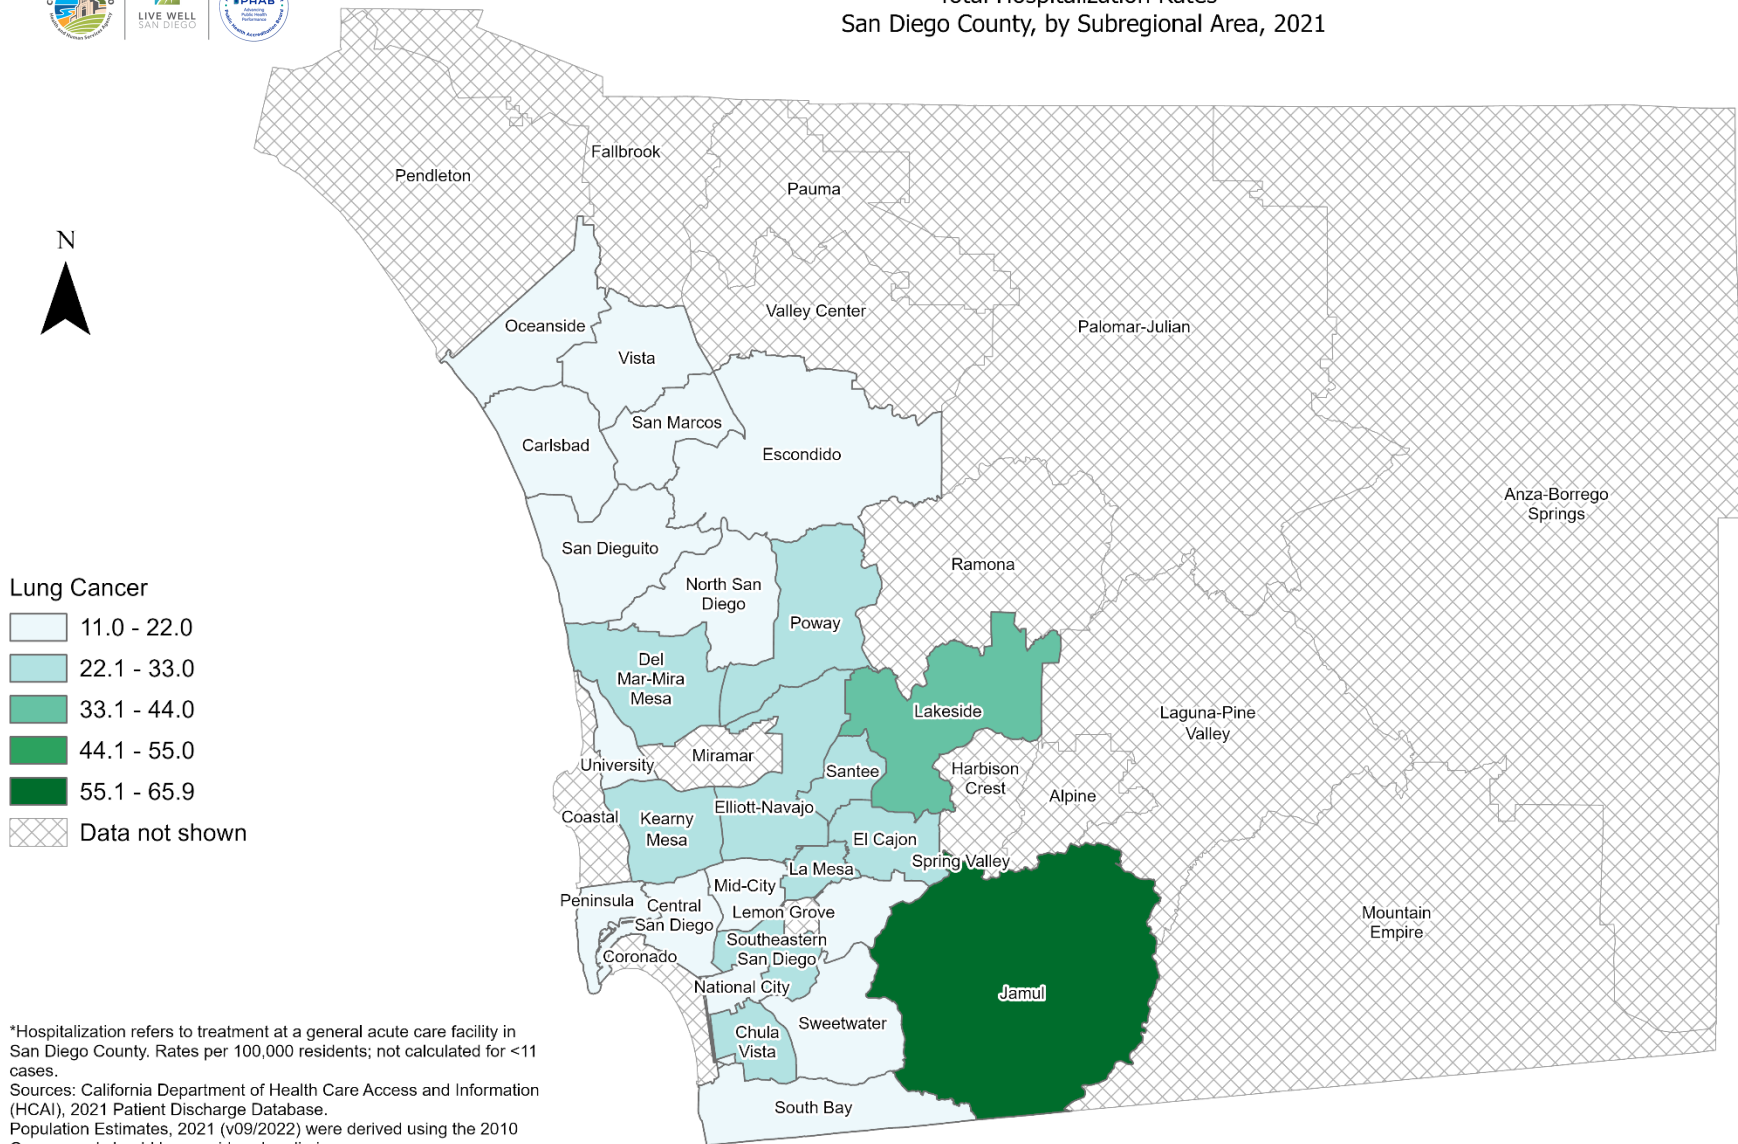 PHAB
Advancing
Public Health
Performance
LIVE WELL
SAN DIEGO
San Diego County, by Subregional Area, 2021
N
Pendleton
Fallbrook
Pauma
Valley Center
Palomar-Julian
Oceanside
Vista
San Marcos
Carlsbad
Escondido
Anza-Borrego
Springs
San Dieguito
Ramona
North San
Diego
Poway
Del
Mar-Mira
Mesa
Lakeside
Laguna-Pine
Valley
Miramar
University
Santee
Harbison
Crest
Alpine
Elliott-Navajo
Coastal
Kearny
Mesa
El Cajon
Spring Valley
La Mesa
Mid-City
Peninsula
Central
San Diego
Lemon Grove
Mountain
Empire
Southeastern
San Diego
Coronado
National City
Jamul
Chula
Vista
Sweetwater
South Bay
Lung Cancer
11.0 - 22.0
22.1 - 33.0
33.1 - 44.0
44.1 - 55.0
55.1 - 65.9
Data not shown
*Hospitalization refers to treatment at a general acute care facility in
San Diego County. Rates per 100,000 residents; not calculated for <11
cases.
Sources: California Department of Health Care Access and Information
(HCAI), 2021 Patient Discharge Database.
Population Estimates, 2021 (v09/2022) were derived using the 2010